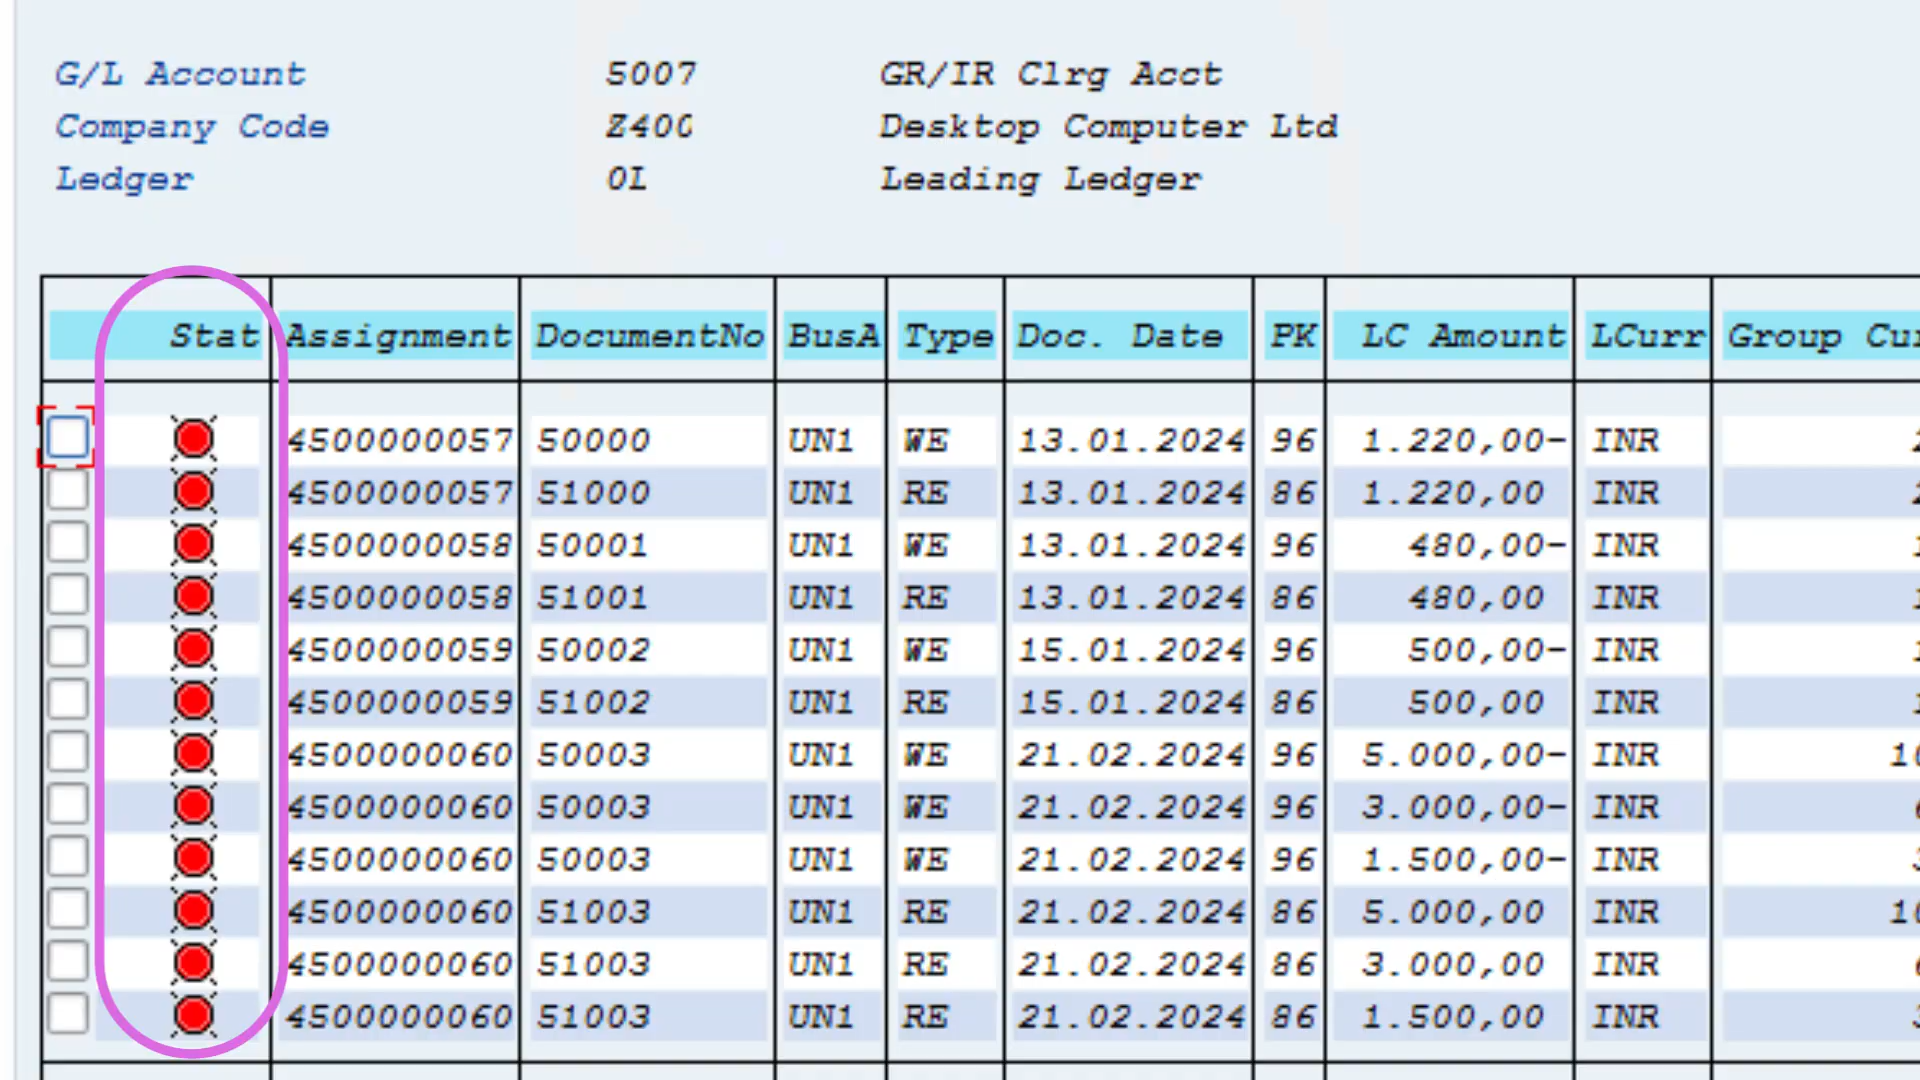 G/L Account 5007 GR/IR Clrg Acct
Company Code Z400 Desktop Computer Ltd
Ledger 0L Leading Ledger
Stat Assignment DocumentNo BusA Type Doc. Date PK LC Amount LCurr Group
4500000057 50000 UN1 WE 13.01.2024 96 1.220,00- INR
4500000057 51000 UN1 RE 13.01.2024 86 1.220,00 INR
4500000058 50001 UN1 WE 13.01.2024 96 480,00- INR
4500000058 51001 UN1 RE 13.01.2024 86 480,00 INR
4500000059 50002 UN1 WE 15.01.2024 96 500,00- INR
4500000059 51002 UN1 RE 15.01.2024 86 500,00 INR
4500000060 50003 UN1 WE 21.02.2024 96 5.000,00- INR
4500000060 50003 UN1 WE 21.02.2024 96 3.000,00- INR
4500000060 50003 UN1 WE 21.02.2024 96 1.500,00- INR
4500000060 51003 UN1 RE 21.02.2024 86 5.000,00 INR
4500000060 51003 UN1 RE 21.02.2024 86 3.000,00 INR
4500000060 51003 UN1 RE 21.02.2024 86 1.500,00 INR